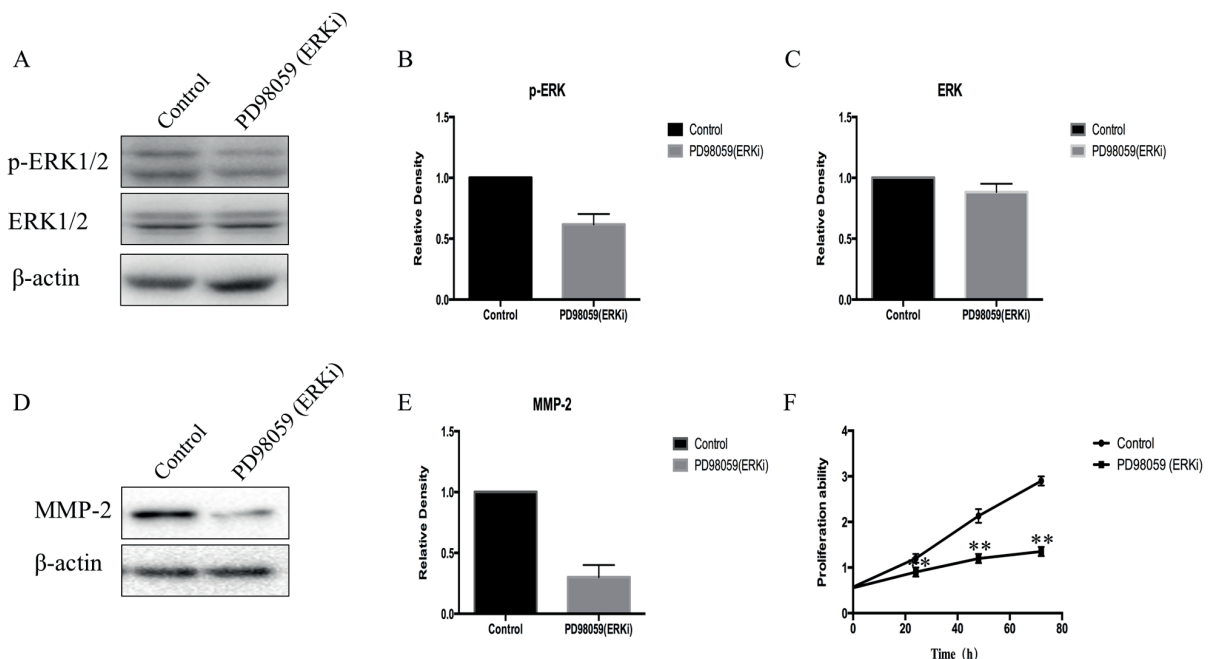 A
Control
PD98059 (ERKi)
p-ERK1/2
ERK1/2
β-actin
B
p-ERK
Relative Density
1.5
1.0
0.5
0.0
Control
PD98059(ERKi)
Control
PD98059(ERKi)
C
ERK
Relative Density
1.5
1.0
0.5
0.0
Control
PD98059(ERKi)
Control
PD98059(ERKi)
D
Control
PD98059 (ERKi)
MMP-2
β-actin
E
MMP-2
Relative Density
1.5
1.0
0.5
0.0
Control
PD98059(ERKi)
Control
PD98059(ERKi)
F
Proliferation ability
4
3
2
1
0
0
20
40
60
80
**
**
**
Time (h)
Control
PD98059 (ERKi)